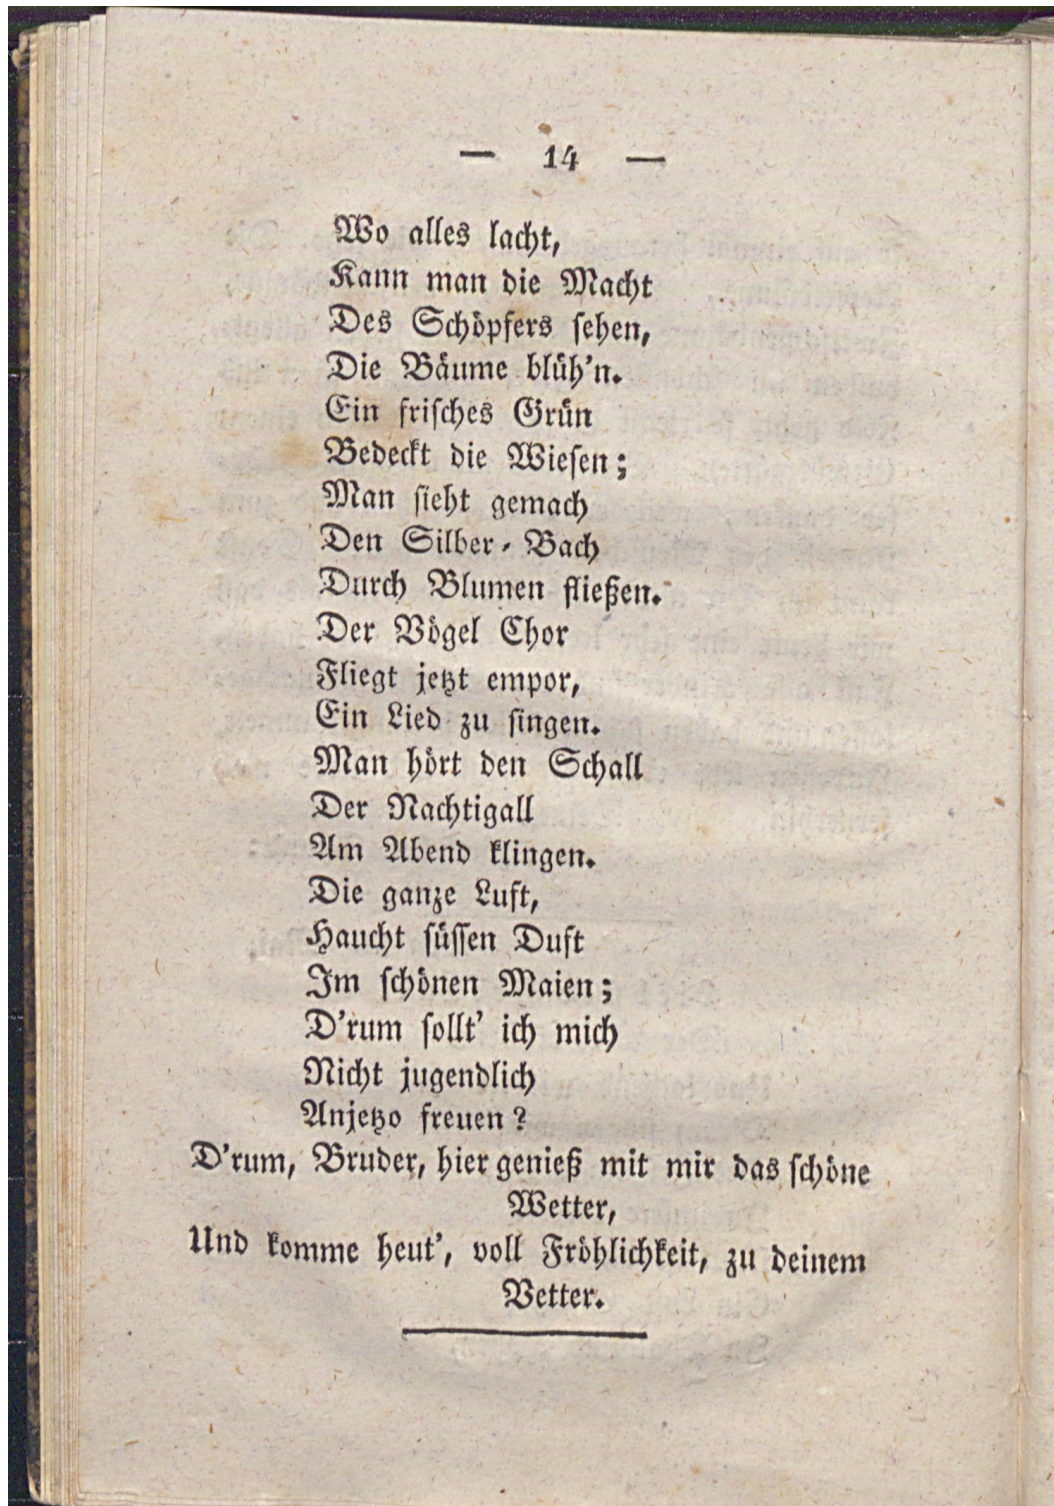 — 14 —
Wo alles lacht,
Kann man die Macht
Des Schöpfers sehen,
Die Bäume blüh'n.
Ein frisches Grün
Bedeckt die Wiesen;
Man sieht gemach
Den Silber-Bach
Durch Blumen fließen.
Der Vögel Chor
Fliegt jetzt empor,
Ein Lied zu singen.
Man hört den Schall
Der Nachtigall
Am Abend klingen.
Die ganze Luft,
Haucht süssen Duft
Im schönen Maien;
D'rum sollt' ich mich
Nicht jugendlich
Anjetzo freuen?
D'rum, Bruder, hier genieß mit mir das schöne
Wetter,
Und komme heut', voll Fröhlichkeit, zu deinem
Vetter.